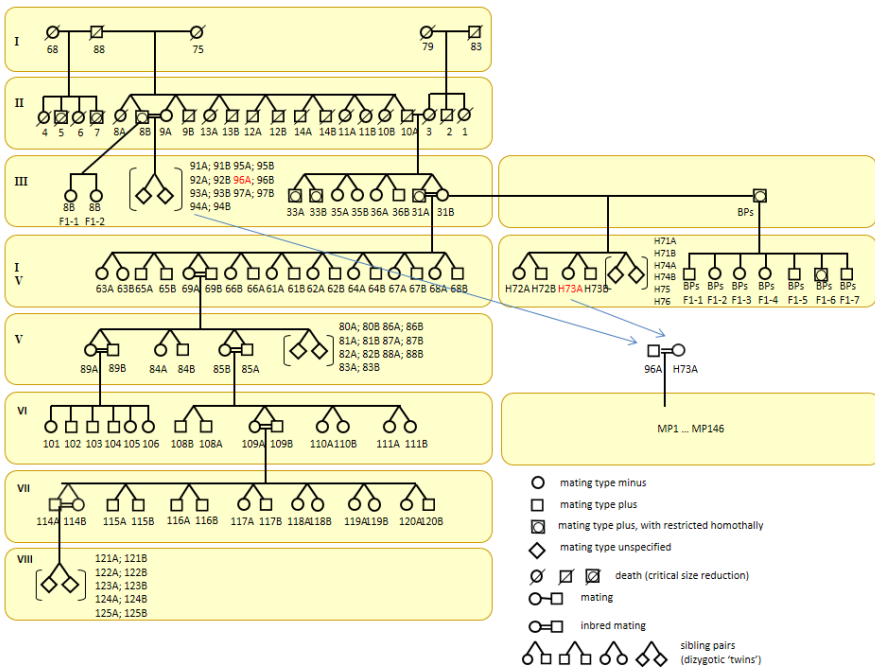 I
68 88 75 79 83
II
4 5 6 7 8A 8B 9A 9B 13A 13B 12A 12B 14A 14B 11A 11B 10B 10A 3 2 1
III
91A; 91B 95A; 95B
92A; 92B 96A; 96B
93A; 93B 97A; 97B
94A; 94B
8B 8B
F1-1 F1-2
33A 33B 35A 35B 36A 36B 31A 31B
BPs
I
V
63A 63B 65A 65B 69A 69B 66B 66A 61A 61B 62A 62B 64A 64B 67A 67B 68A 68B
H72A H72B H73A H73B
H71A
H71B
H74A
H74B
H75
H76
BPs BPs BPs BPs BPs BPs BPs
F1-1 F1-2 F1-3 F1-4 F1-5 F1-6 F1-7
V
80A; 80B 86A; 86B
81A; 81B 87A; 87B
82A; 82B 88A; 88B
83A; 83B
89A 89B 84A 84B 85B 85A
96A H73A
VI
101 102 103 104 105 106 108B 108A 109A 109B 110A 110B 111A 111B
MP1 ... MP146
VII
114A 114B 115A 115B 116A 116B 117A 117B 118A 118B 119A 119B 120A 120B
VIII
121A; 121B
122A; 122B
123A; 123B
124A; 124B
125A; 125B
mating type minus
mating type plus
mating type plus, with restricted homothally
mating type unspecified
death (critical size reduction)
mating
inbred mating
sibling pairs
(dizygotic ‘twins’)